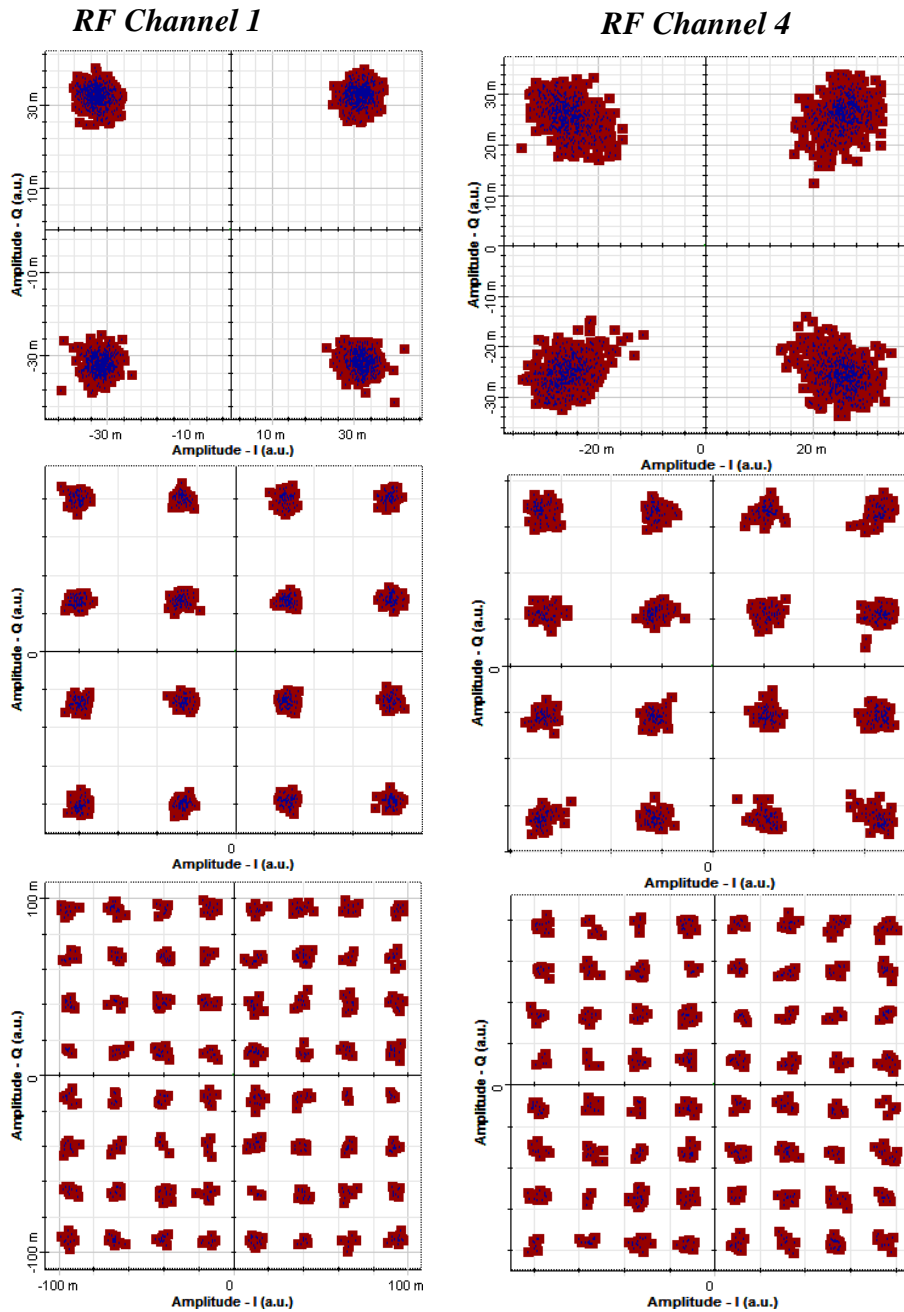 RF Channel 1
RF Channel 4
Amplitude - Q (a.u.)
30 m
10 m
-10 m
-30 m
-30 m
-10 m
10 m
30 m
Amplitude - I (a.u.)
Amplitude - Q (a.u.)
30 m
20 m
10 m
0
-10 m
-20 m
-30 m
-20 m
0
20 m
Amplitude - I (a.u.)
Amplitude - Q (a.u.)
0
0
Amplitude - I (a.u.)
Amplitude - Q (a.u.)
0
0
Amplitude - I (a.u.)
Amplitude - Q (a.u.)
100 m
0
-100 m
-100 m
0
100 m
Amplitude - I (a.u.)
Amplitude - Q (a.u.)
0
0
Amplitude - I (a.u.)